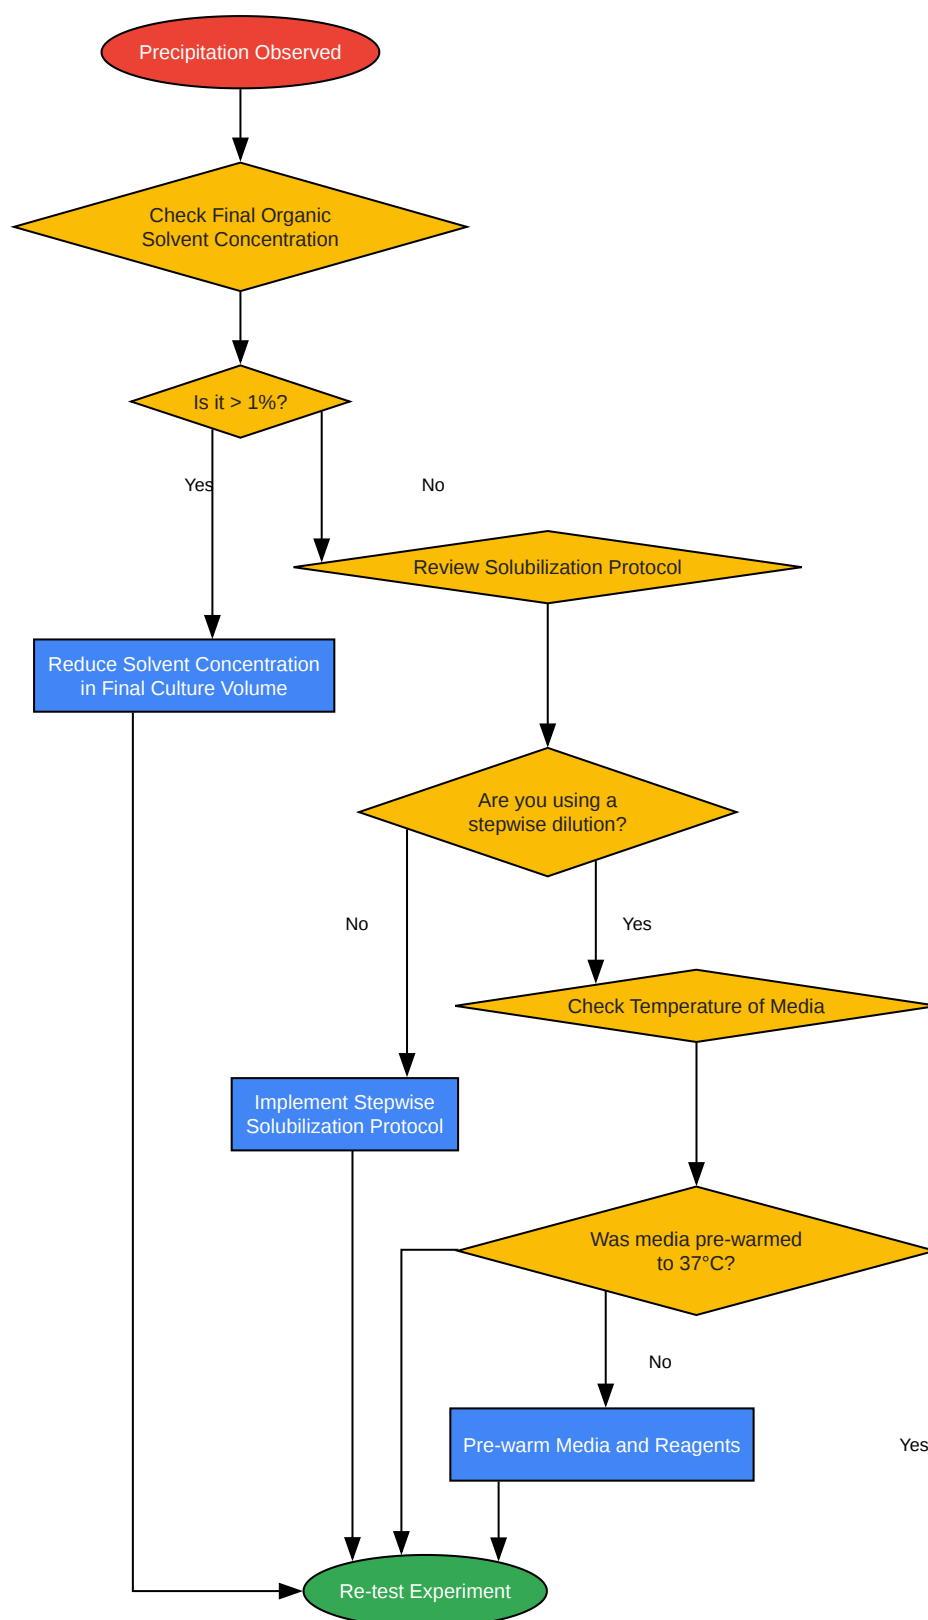 Precipitation Observed
Check Final Organic
Solvent Concentration
Is it > 1%?
Yes
No
Review Solubilization Protocol
Reduce Solvent Concentration
in Final Culture Volume
Are you using a
stepwise dilution?
No
Yes
Check Temperature of Media
Implement Stepwise
Solubilization Protocol
Was media pre-warmed
to 37°C?
No
Pre-warm Media and Reagents
Yes
Re-test Experiment